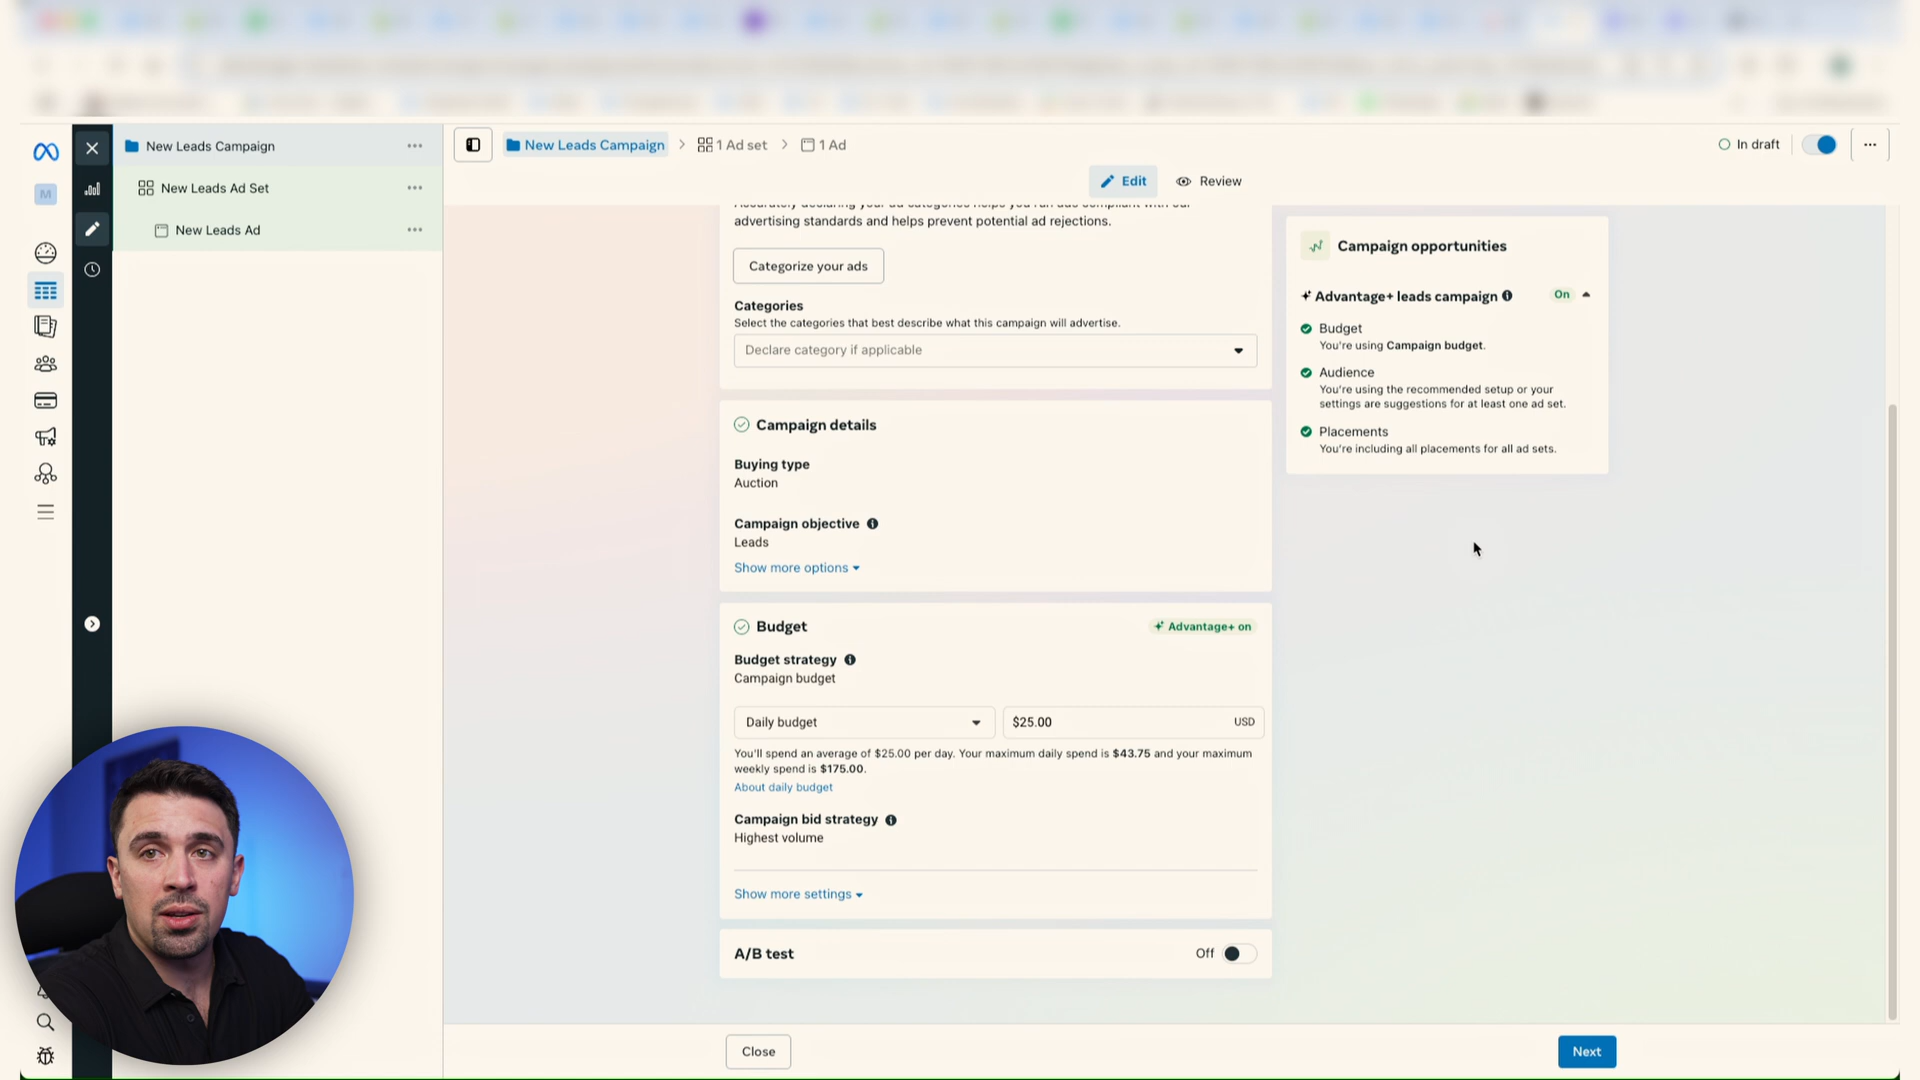 New Leads Campaign
New Leads Ad Set
New Leads Ad
M
New Leads Campaign
1 Ad set
1 Ad
In draft
Edit
Review
advertising standards and helps prevent potential ad rejections.
Categorize your ads
Categories
Select the categories that best describe what this campaign will advertise.
Declare category if applicable
Campaign details
Buying type
Auction
Campaign objective
Leads
Show more options
Budget
Advantage+ on
Budget strategy
Campaign budget
Daily budget
$25.00
USD
You'll spend an average of $25.00 per day. Your maximum daily spend is $43.75 and your maximum
weekly spend is $175.00.
About daily budget
Campaign bid strategy
Highest volume
Show more settings
A/B test
Off
Campaign opportunities
Advantage+ leads campaign
On
Budget
You're using Campaign budget.
Audience
You're using the recommended setup or your
settings are suggestions for at least one ad set.
Placements
You're including all placements for all ad sets.
Close
Next